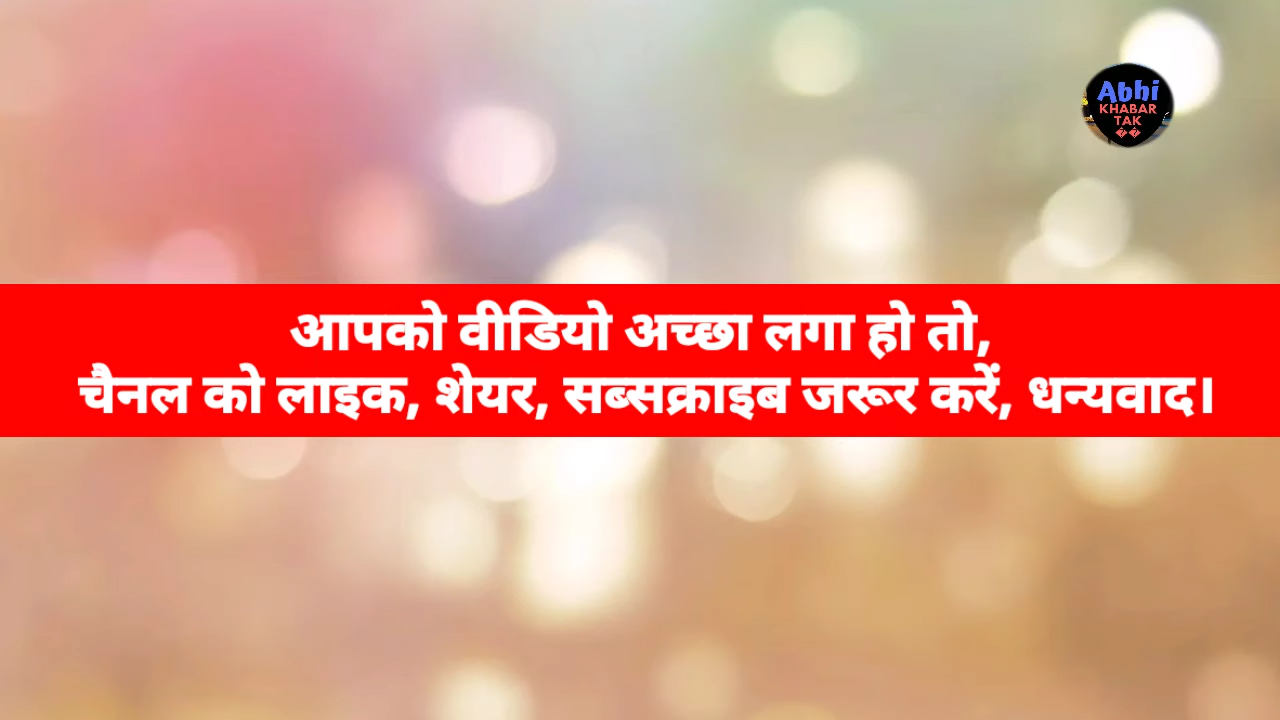 Abhi
KHABAR
TAK
��
आपको वीडियो अच्छा लगा हो तो,
चैनल को लाइक, शेयर, सब्सक्राइब जरूर करें, धन्यवाद।